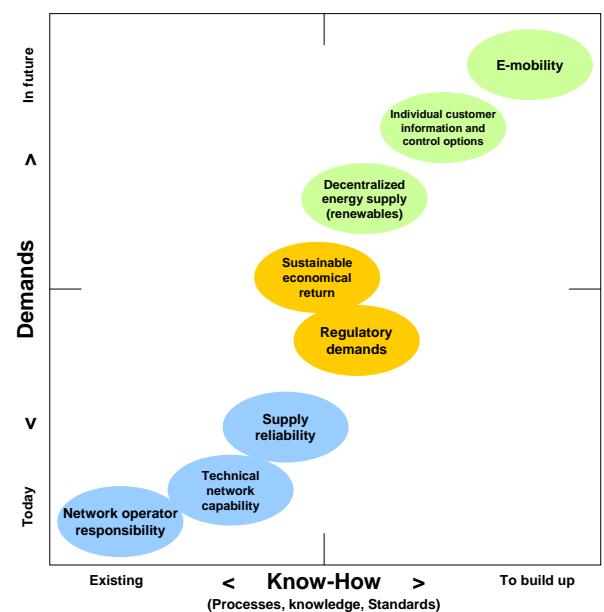 In future
>
Demands
<
Today
E-mobility
Individual customer
information and
control options
Decentralized
energy supply
(renewables)
Sustainable
economical
return
Regulatory
demands
Supply
reliability
Technical
network
capability
Network operator
responsibility
Existing
<
Know-How
>
To build up
(Processes, knowledge, Standards)